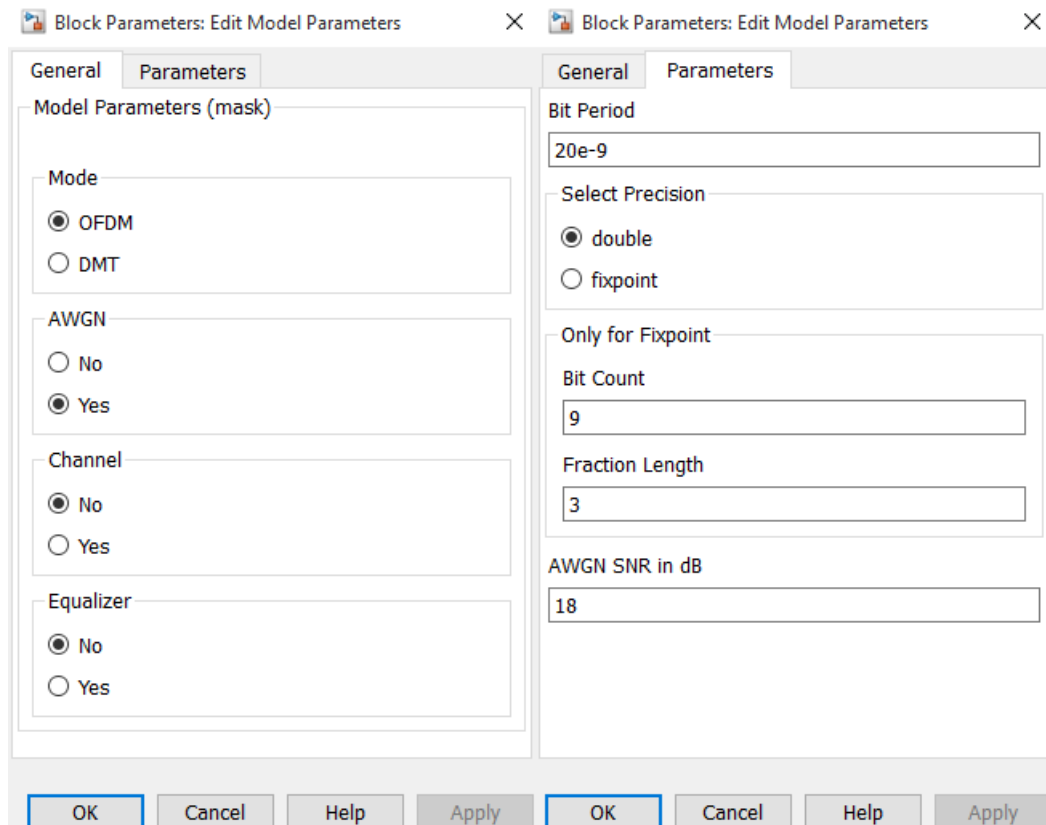 Block Parameters: Edit Model Parameters
General Parameters
Model Parameters (mask)
Mode
OFDM
DMT
AWGN
No
Yes
Channel
No
Yes
Equalizer
No
Yes
OK Cancel Help Apply
Block Parameters: Edit Model Parameters
General Parameters
Bit Period
20e-9
Select Precision
double
fixpoint
Only for Fixpoint
Bit Count
9
Fraction Length
3
AWGN SNR in dB
18
OK Cancel Help Apply